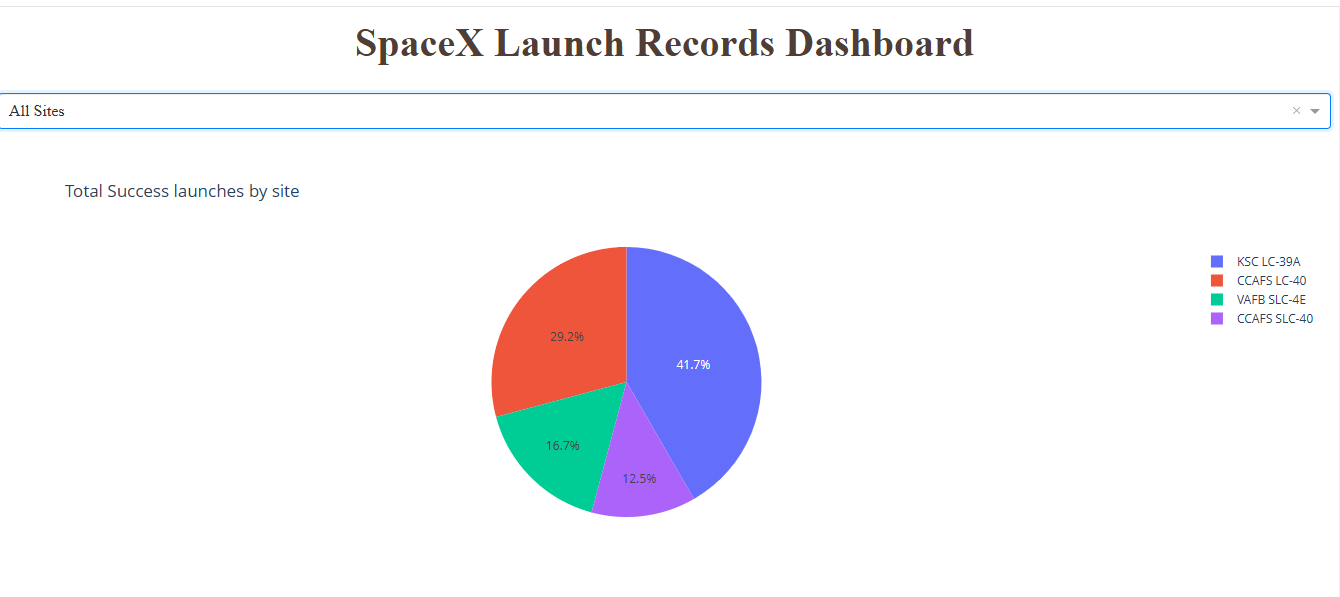 SpaceX Launch Records Dashboard
All Sites
Total Success launches by site
KSC LC-39A
CCAFS LC-40
VAFB SLC-4E
CCAFS SLC-40
29.2%
41.7%
16.7%
12.5%